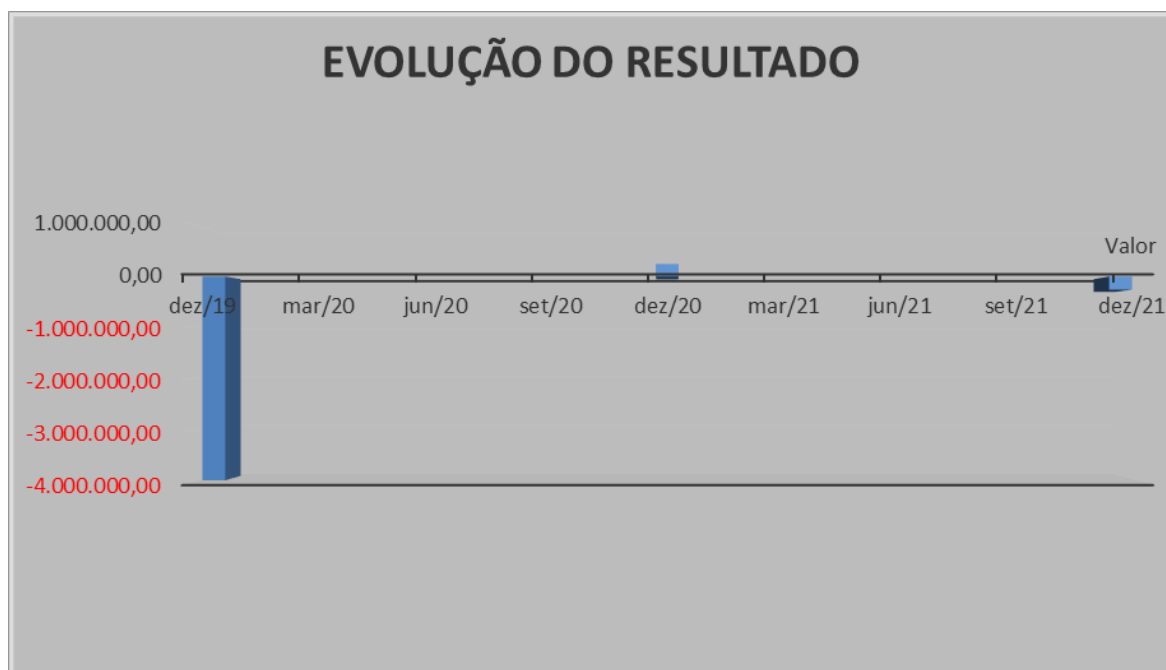 EVOLUÇÃO DO RESULTADO
1.000.000,00
Valor
0,00
dez/19 mar/20 jun/20 set/20 dez/20 mar/21 jun/21 set/21 dez/21
-1.000.000,00
-2.000.000,00
-3.000.000,00
-4.000.000,00